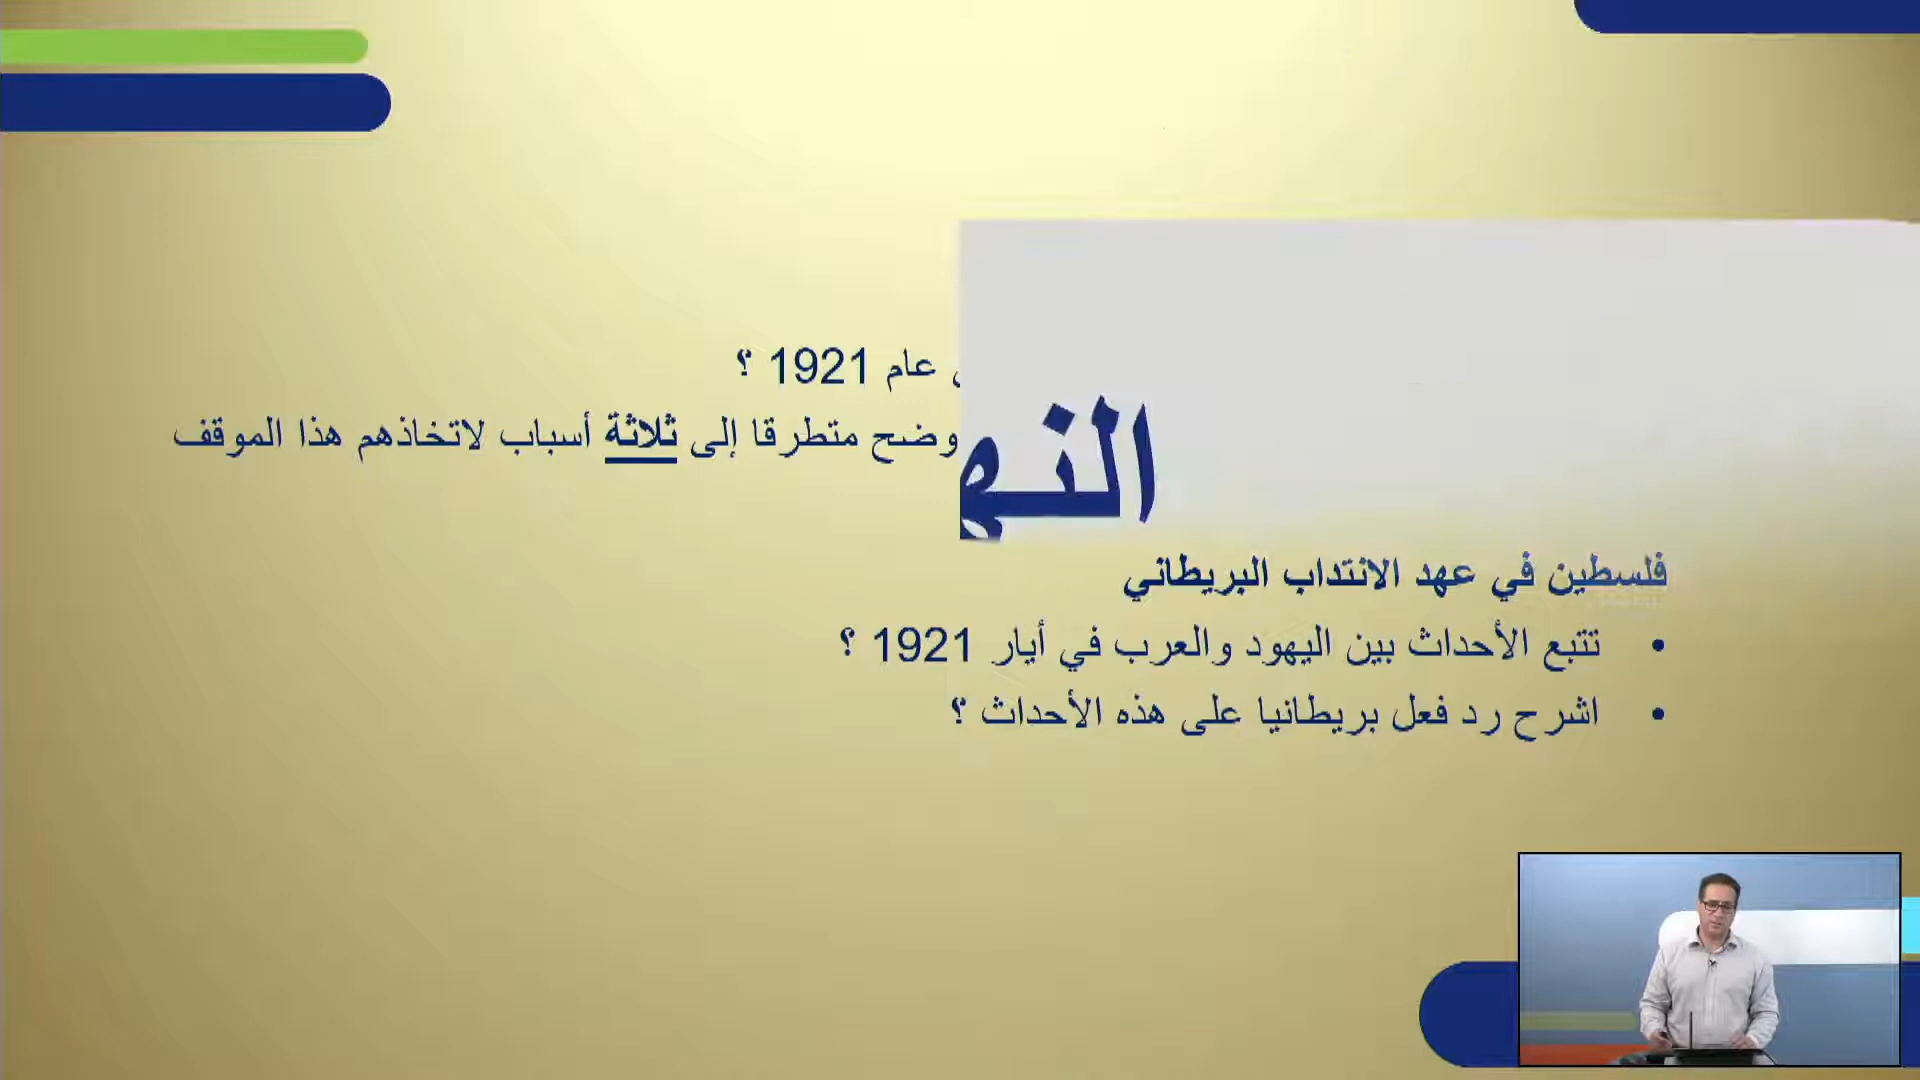 عام 1921 ؟
وضح متطرقا إلى ثلاثة أسباب لاتخاذهم هذا الموقف
فلسطين في عهد الانتداب البريطاني
• تتبع الأحداث بين اليهود والعرب في أيار 1921 ؟
• اشرح رد فعل بريطانيا على هذه الأحداث ؟